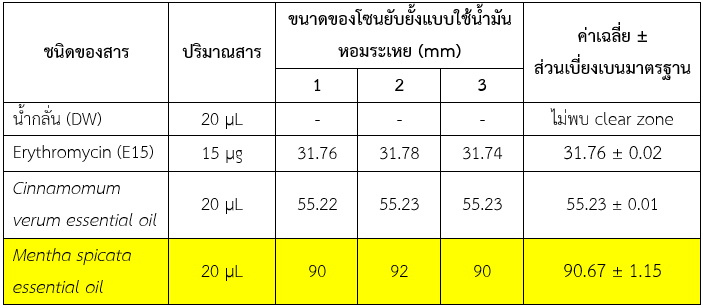 ชนิดของสาร ปริมาณสาร ขนาดของโซนยับยั้งแบบใช้น้ำมันหอมระเหย (mm) ค่าเฉลี่ย ± ส่วนเบี่ยงเบนมาตรฐาน
1 2 3
น้ำกลั่น (DW) 20 µL - - - ไม่พบ clear zone
Erythromycin (E15) 15 µg 31.76 31.78 31.74 31.76 ± 0.02
Cinnamomum
verum essential oil 20 µL 55.22 55.23 55.23 55.23 ± 0.01
Mentha spicata
essential oil 20 µL 90 92 90 90.67 ± 1.15